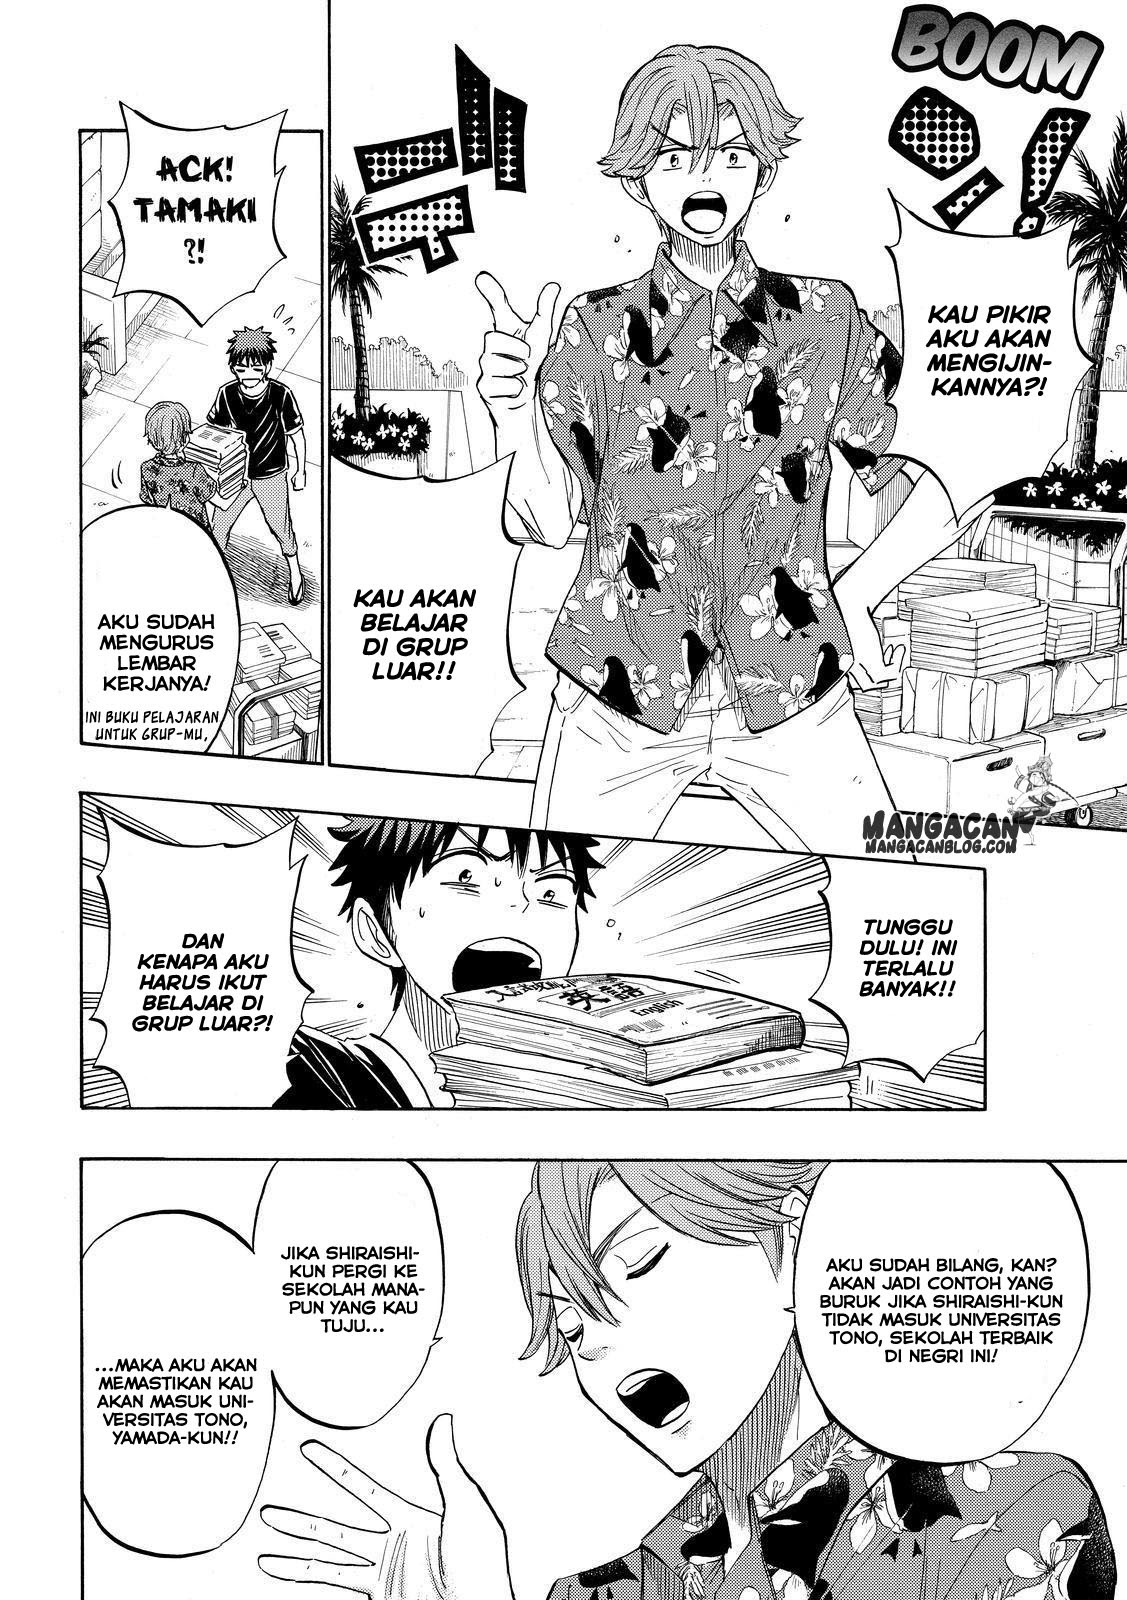 BOOM
KAU PIKIR
AKU AKAN
MENGIJIN-
KANNYA?!
KAU AKAN
BELAJAR
DI GRUP
LUAR!!
ACK!
TAMAKI
?!
AKU SUDAH
MENGURUS
LEMBAR
KERJANYA!
INI BUKU PELAJARAN
UNTUK GRUP-MU,
MANGACAN
MANGACANBLOG.COM
TUNGGU
DULU! INI
TERLALU
BANYAK!!
英語
English
DAN
KENAPA AKU
HARUS IKUT
BELAJAR DI
GRUP LUAR?!
AKU SUDAH BILANG, KAN?
AKAN JADI CONTOH YANG
BURUK JIKA SHIRAISHI-KUN
TIDAK MASUK UNIVERSITAS
TONO, SEKOLAH TERBAIK
DI NEGRI INI!
JIKA SHIRAISHI-
KUN PERGI KE
SEKOLAH MANA-
PUN YANG KAU
TUJU...
...MAKA AKU AKAN
MEMASTIKAN KAU
AKAN MASUK UNI-
VERSITAS TONO,
YAMADA-KUN!!